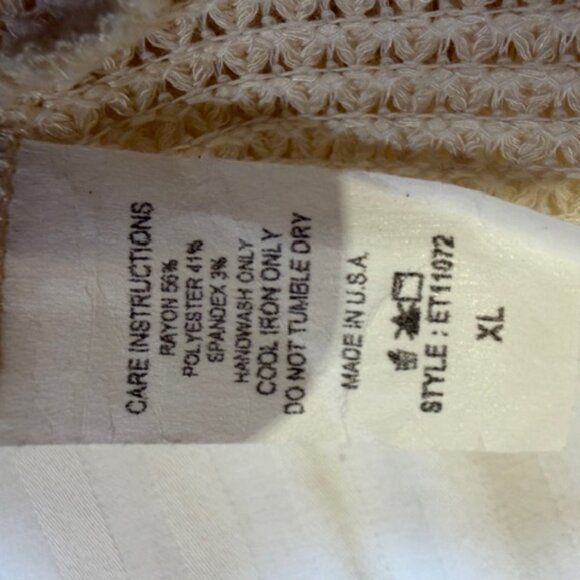 CARE INSTRUCTIONS
RAYON 56%
POLYESTER 41%
SPANDEX 3%
HANDWASH ONLY
COOL IRON ONLY
DO NOT TUMBLE DRY
MADE IN U.S.A
STYLE : ET11072
XL